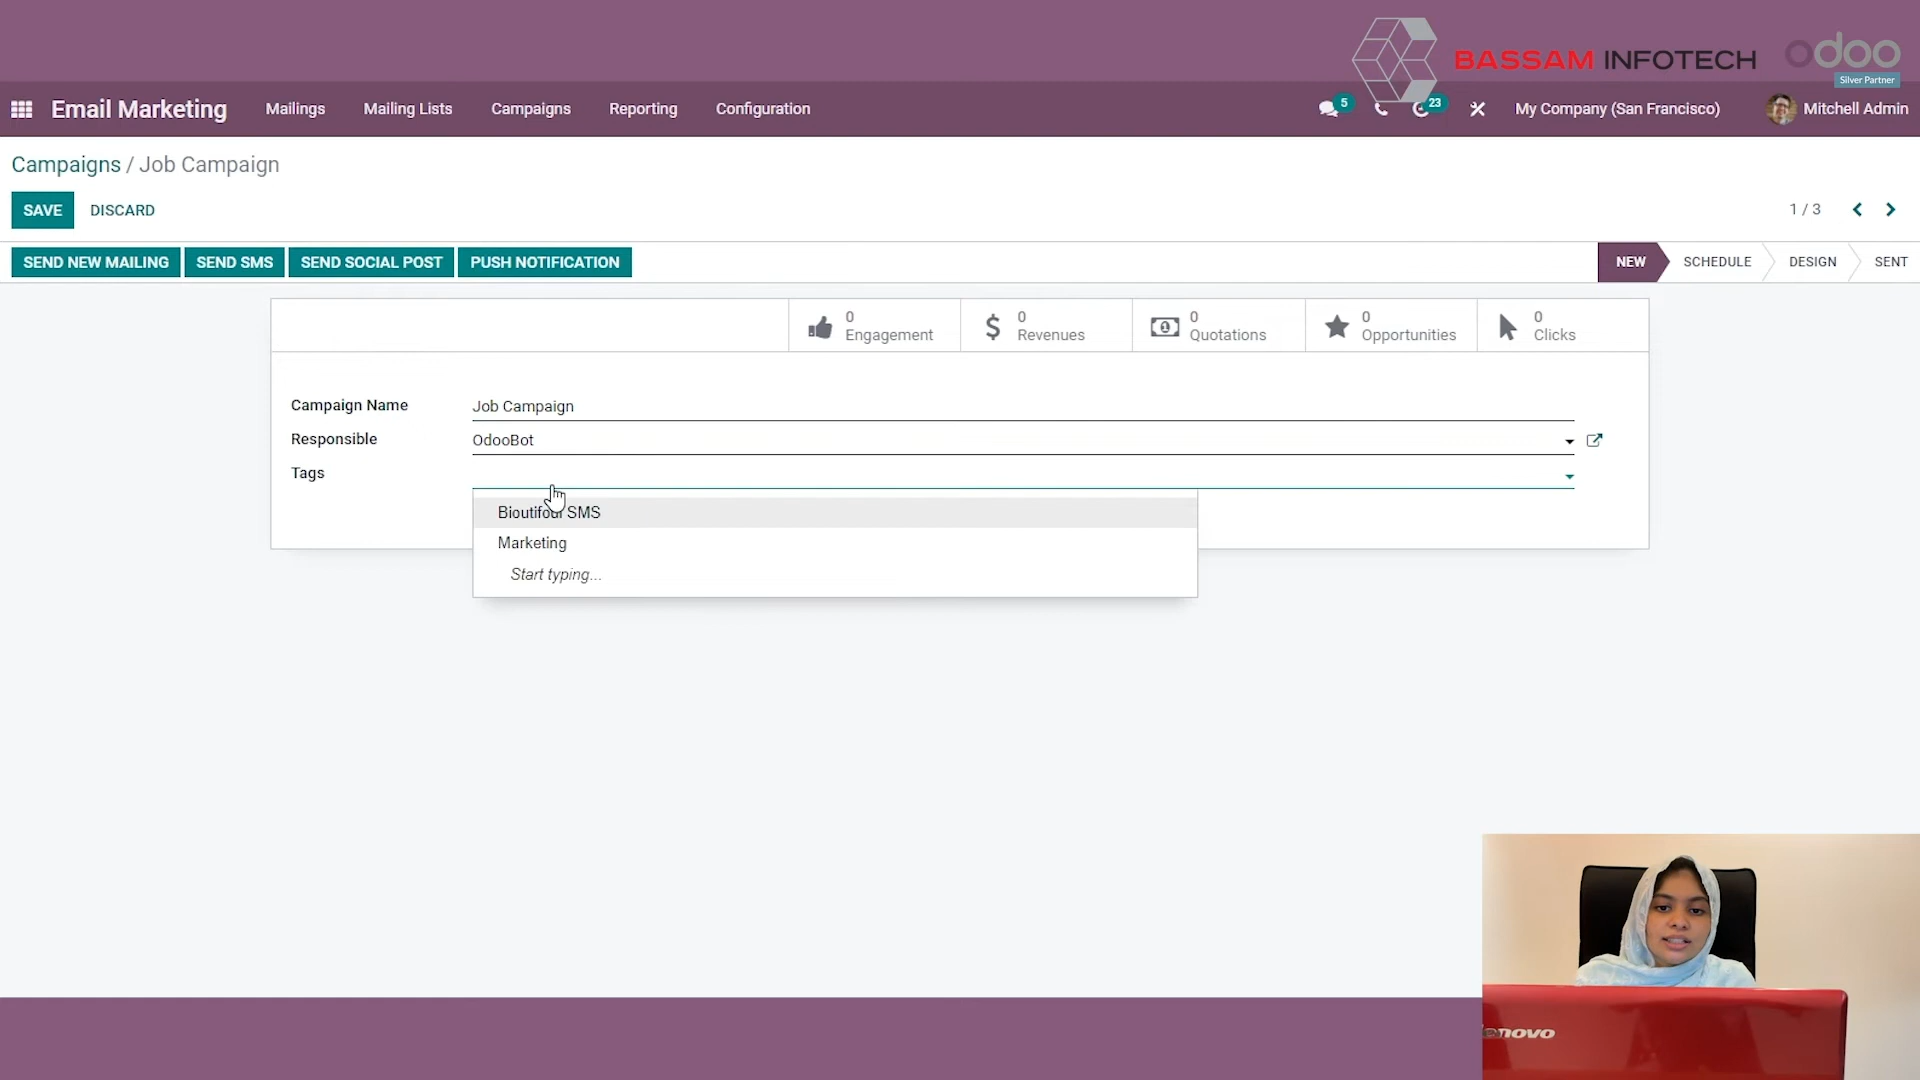 BASSAM INFOTECH
odoo
Silver Partner
Email Marketing
Mailings
Mailing Lists
Campaigns
Reporting
Configuration
5
23
My Company (San Francisco)
Mitchell Admin
Campaigns / Job Campaign
SAVE
DISCARD
1 / 3
SEND NEW MAILING
SEND SMS
SEND SOCIAL POST
PUSH NOTIFICATION
NEW
SCHEDULE
DESIGN
SENT
0
Engagement
0
Revenues
0
Quotations
0
Opportunities
0
Clicks
Campaign Name
Job Campaign
Responsible
OdooBot
Tags
Bioutifoul SMS
Marketing
Start typing...
enovo